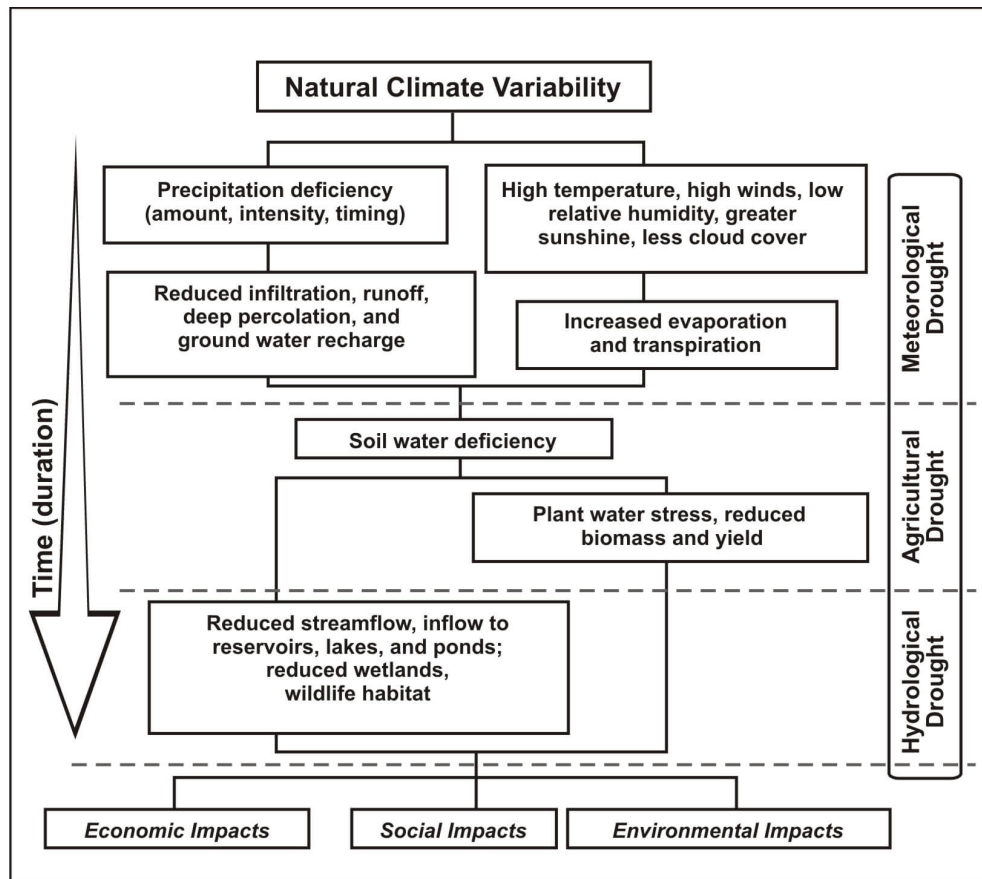 Natural Climate Variability
Precipitation deficiency
(amount, intensity, timing)
High temperature, high winds, low
relative humidity, greater
sunshine, less cloud cover
Reduced infiltration, runoff,
deep percolation, and
ground water recharge
Increased evaporation
and transpiration
Meteorological
Drought
Time (duration)
Soil water deficiency
Plant water stress, reduced
biomass and yield
Agricultural
Drought
Reduced streamflow, inflow to
reservoirs, lakes, and ponds;
reduced wetlands,
wildlife habitat
Hydrological
Drought
Economic Impacts
Social Impacts
Environmental Impacts